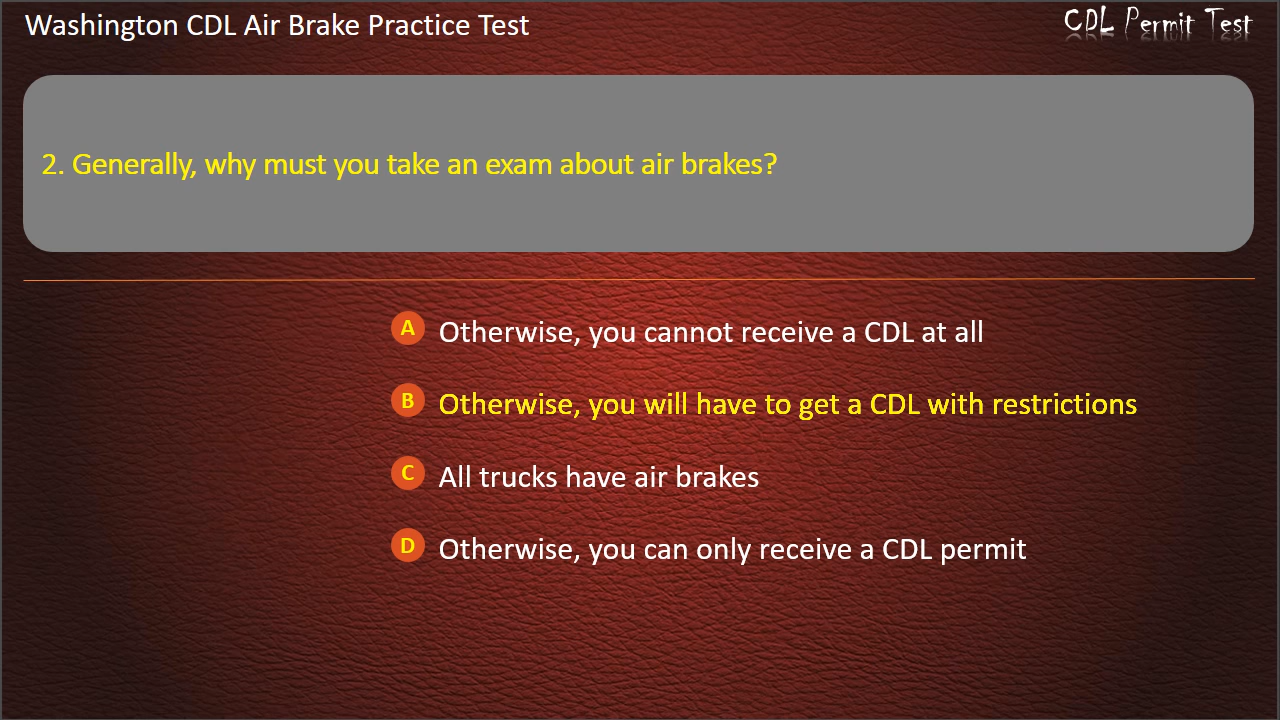 Washington CDL Air Brake Practice Test
CDL Permit Test
2. Generally, why must you take an exam about air brakes?
A Otherwise, you cannot receive a CDL at all
B Otherwise, you will have to get a CDL with restrictions
C All trucks have air brakes
D Otherwise, you can only receive a CDL permit